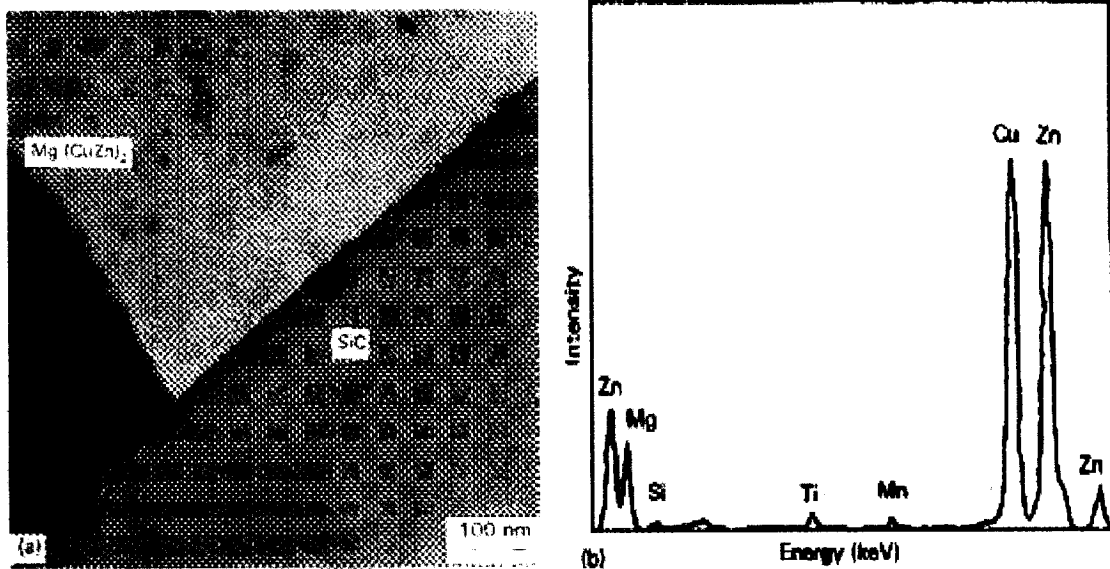 Mg (CuZn)₂
SiC
100 nm
(a)
Cu Zn
Intensity
Zn
Mg
Si
Ti
Mn
Zn
Energy (keV)
(b)